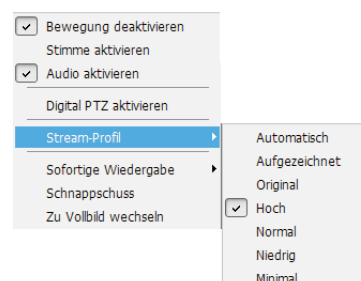 Bewegung deaktivieren
Stimme aktivieren
Audio aktivieren
Digital PTZ aktivieren
Stream-Profil
Sofortige Wiedergabe
Schnappschuss
Zu Vollbild wechseln
Automatisch
Aufgezeichnet
Original
Hoch
Normal
Niedrig
Minimal